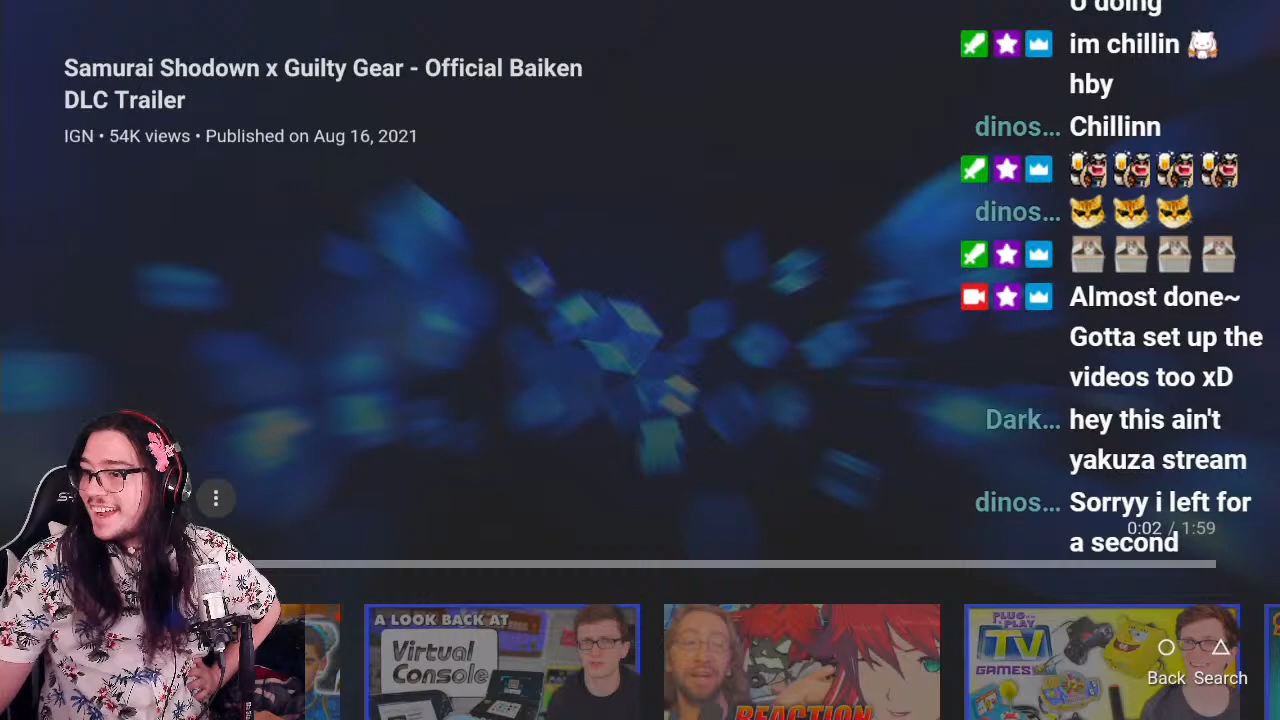 U doing
Samurai Shodown x Guilty Gear - Official Baiken
DLC Trailer
IGN • 54K views • Published on Aug 16, 2021
im chillin
hby
dinos… Chillinn
dinos…
Almost done~
Gotta set up the
videos too xD
Dark… hey this ain't
yakuza stream
dinos… Sorryy i left for
a second
0:02 / 1:59
A LOOK BACK AT
Virtual
Console
REACTION
PLUG
PLAY
TV
GAMES
Back Search